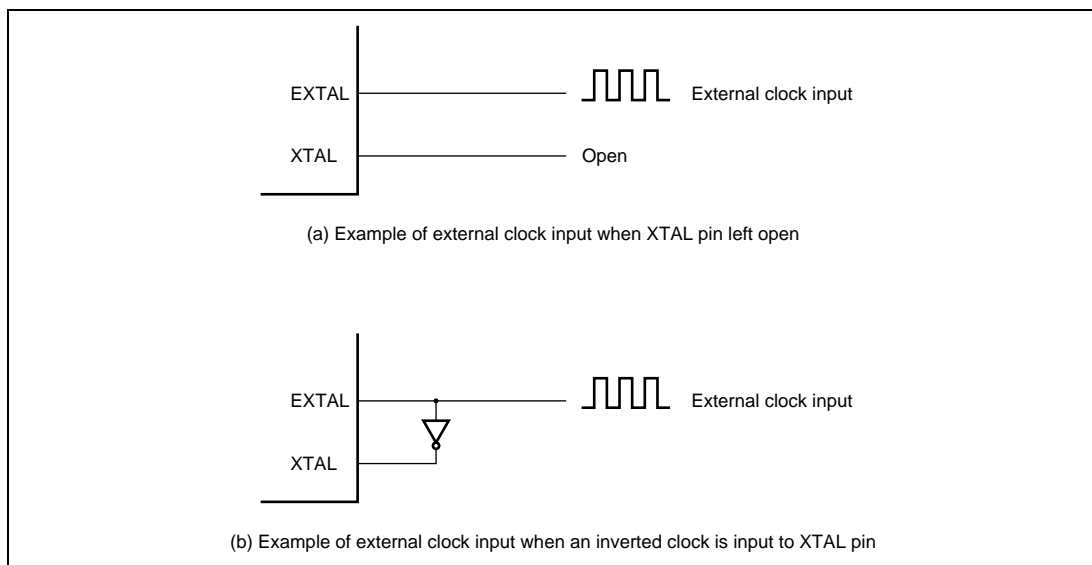 EXTAL
External clock input
XTAL
Open
(a) Example of external clock input when XTAL pin left open
EXTAL
External clock input
XTAL
(b) Example of external clock input when an inverted clock is input to XTAL pin